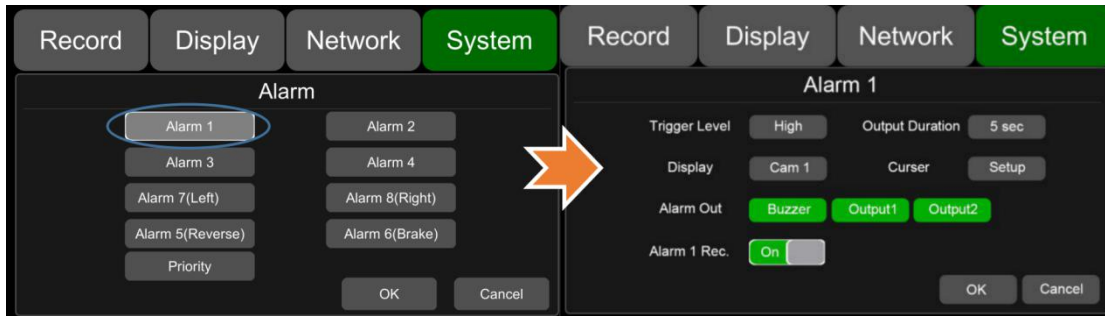 Record Display Network System
Alarm
Alarm 1 Alarm 2
Alarm 3 Alarm 4
Alarm 7(Left) Alarm 8(Right)
Alarm 5(Reverse) Alarm 6(Brake)
Priority
OK Cancel
Record Display Network System
Alarm 1
Trigger Level High Output Duration 5 sec
Display Cam 1 Curser Setup
Alarm Out Buzzer Output1 Output2
Alarm 1 Rec. On
OK Cancel